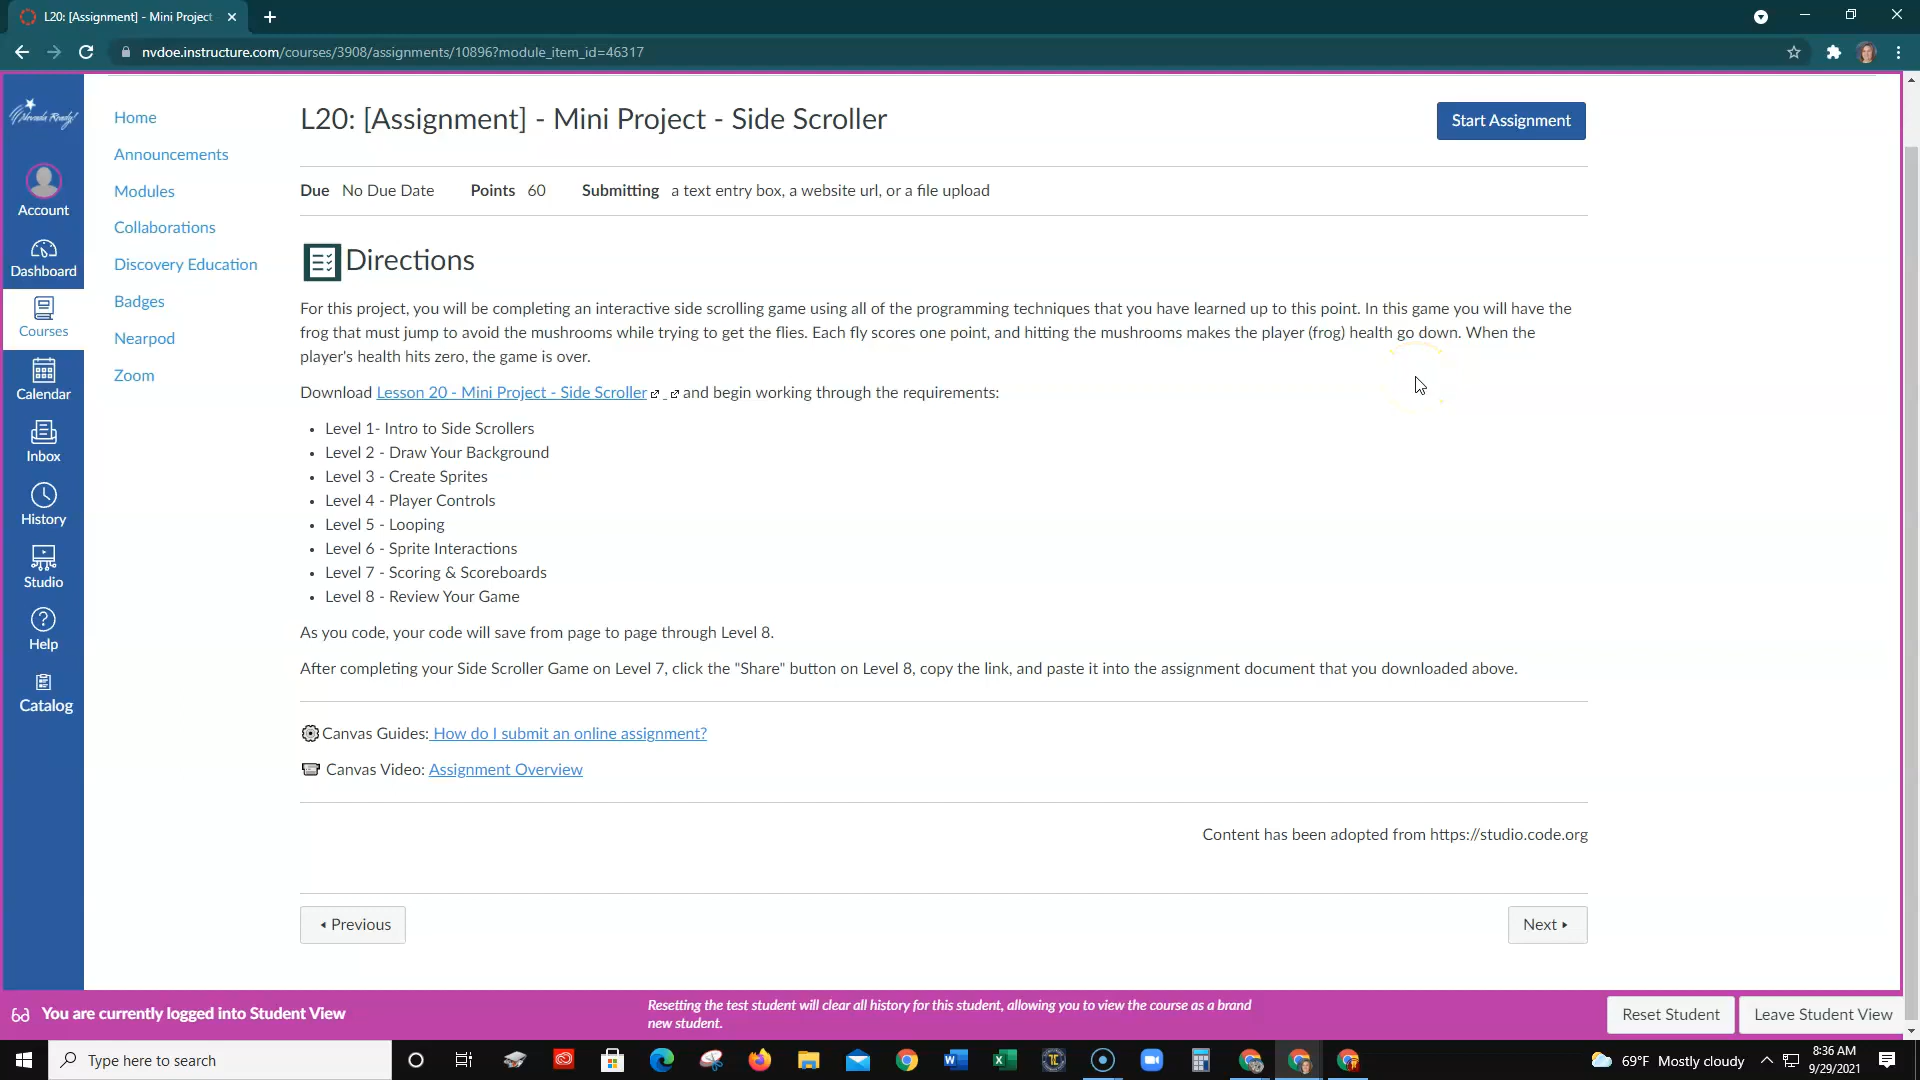 L20: [Assignment] - Mini Project
nvdoe.instructure.com/courses/3908/assignments/10896?module_item_id=46317
Nevada Ready!
Account
Dashboard
Courses
Calendar
Inbox
History
Studio
Help
Catalog
Home
Announcements
Modules
Collaborations
Discovery Education
Badges
Nearpod
Zoom
L20: [Assignment] - Mini Project - Side Scroller
Start Assignment
Due No Due Date Points 60 Submitting a text entry box, a website url, or a file upload
Directions
For this project, you will be completing an interactive side scrolling game using all of the programming techniques that you have learned up to this point. In this game you will have the
frog that must jump to avoid the mushrooms while trying to get the flies. Each fly scores one point, and hitting the mushrooms makes the player (frog) health go down. When the
player's health hits zero, the game is over.
Download Lesson 20 - Mini Project - Side Scroller and begin working through the requirements:
• Level 1- Intro to Side Scrollers
• Level 2 - Draw Your Background
• Level 3 - Create Sprites
• Level 4 - Player Controls
• Level 5 - Looping
• Level 6 - Sprite Interactions
• Level 7 - Scoring & Scoreboards
• Level 8 - Review Your Game
As you code, your code will save from page to page through Level 8.
After completing your Side Scroller Game on Level 7, click the "Share" button on Level 8, copy the link, and paste it into the assignment document that you downloaded above.
Canvas Guides: How do I submit an online assignment?
Canvas Video: Assignment Overview
Content has been adopted from https://studio.code.org
Previous
Next
You are currently logged into Student View
Resetting the test student will clear all history for this student, allowing you to view the course as a brand
new student.
Reset Student
Leave Student View
Type here to search
69°F Mostly cloudy
8:36 AM
9/29/2021